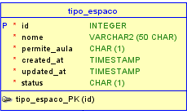 tipo_espaco
P * id INTEGER
* nome VARCHAR2 (50 CHAR)
* permite_aula CHAR (1)
* created_at TIMESTAMP
* updated_at TIMESTAMP
* status CHAR (1)
tipo_espaco_PK (id)